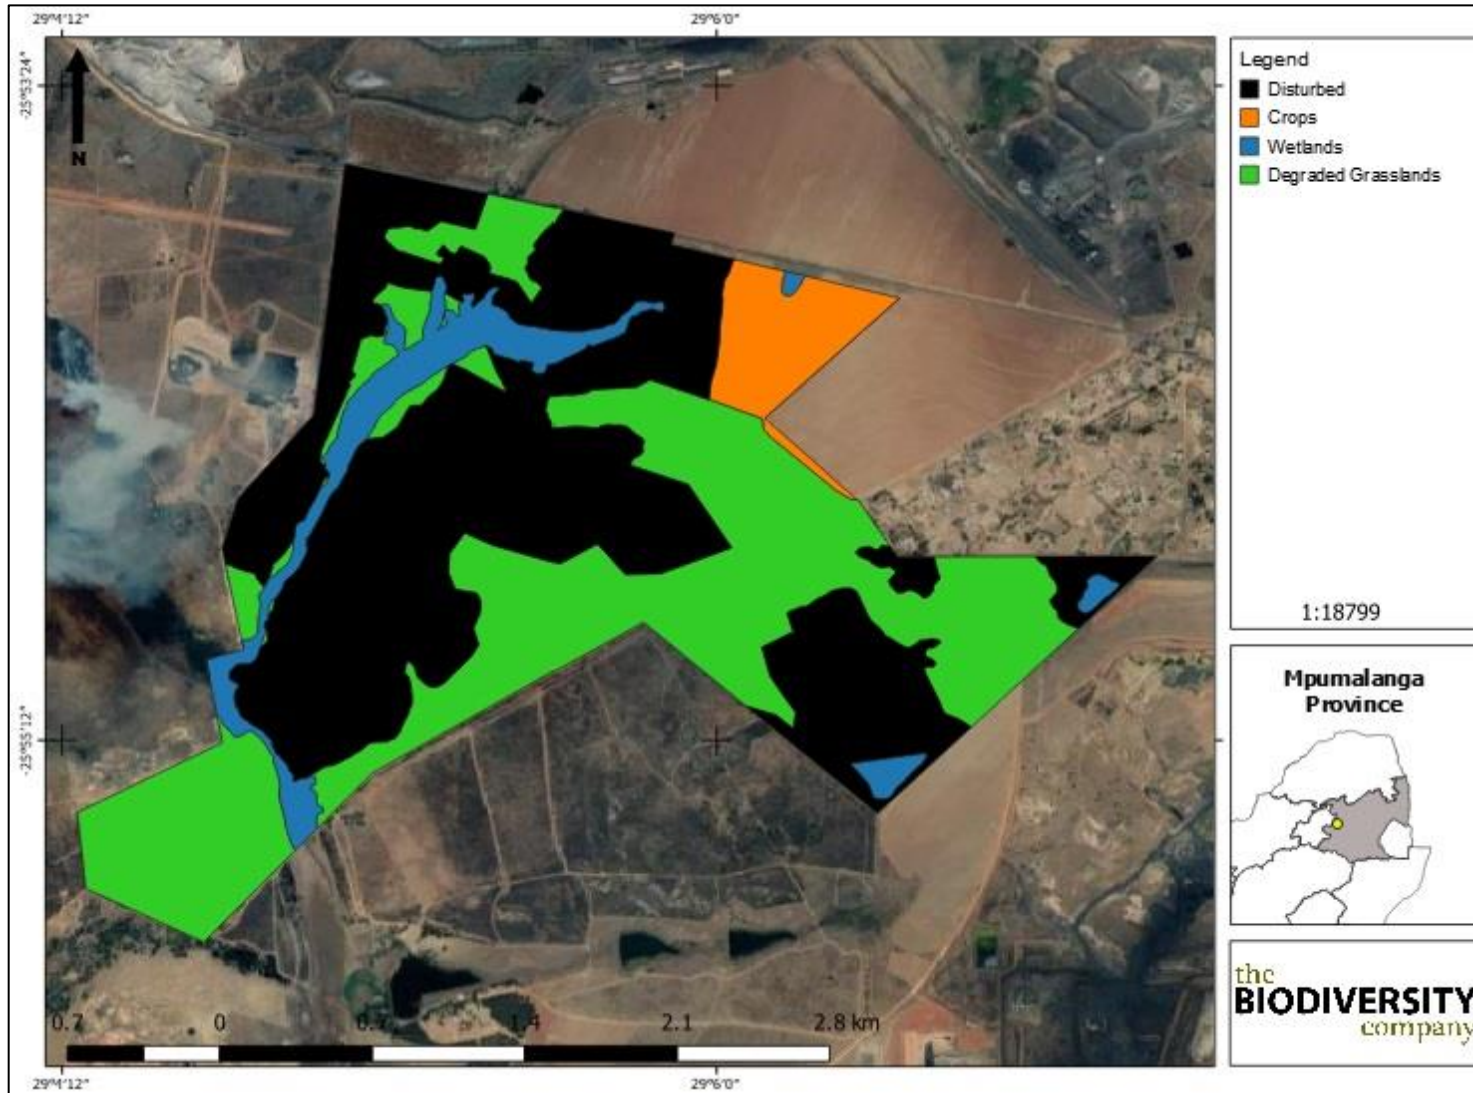 29°4'12"
29°6'0"
-25°53'24"
N
-25°55'12"
0.7
0
0.7
1.4
2.1
2.8 km
29°4'12"
29°6'0"
Legend
Disturbed
Crops
Wetlands
Degraded Grasslands
1:18799
Mpumalanga
Province
the
BIODIVERSITY
company